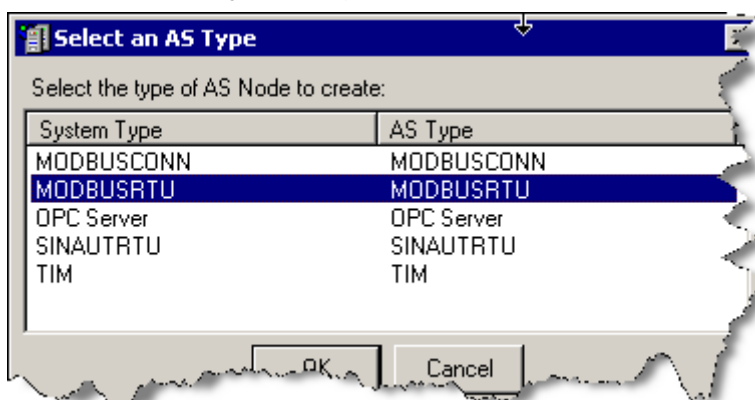 Select an AS Type
Select the type of AS Node to create:
System Type AS Type
MODBUSCONN MODBUSCONN
MODBUSRTU MODBUSRTU
OPC Server OPC Server
SINAUTRTU SINAUTRTU
TIM TIM
OK Cancel